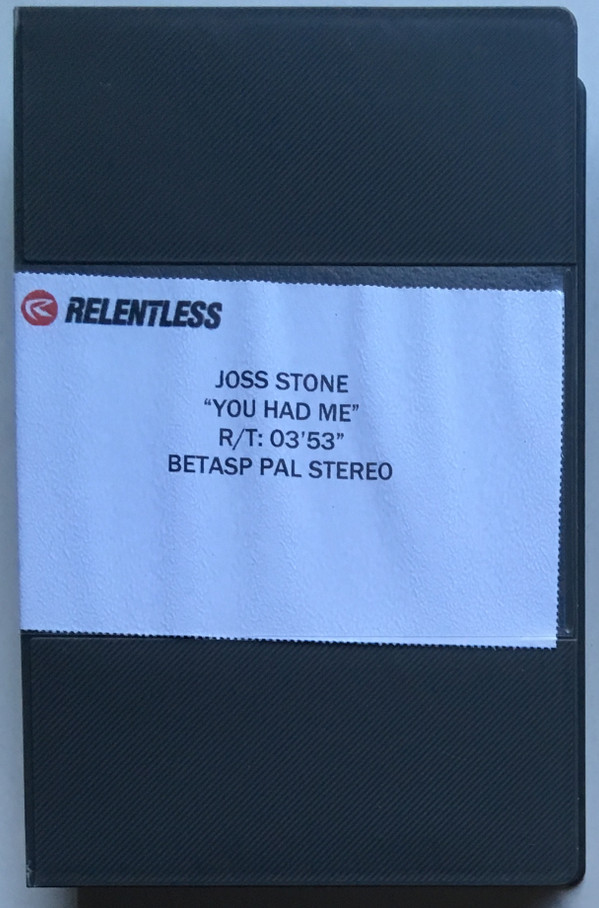 RELENTLESS
JOSS STONE
“YOU HAD ME”
R/T: 03’53”
BETASP PAL STEREO